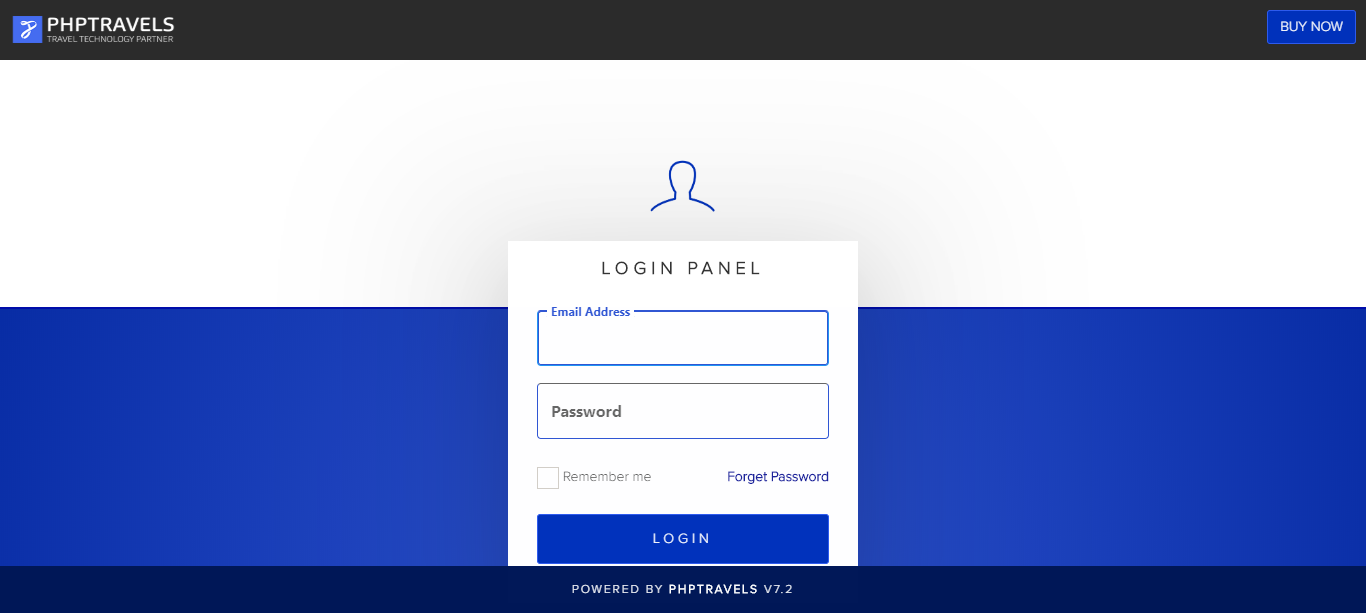 PHPTRAVELS
TRAVEL TECHNOLOGY PARTNER
BUY NOW
LOGIN PANEL
Email Address
Password
Remember me
Forget Password
LOGIN
POWERED BY PHPTRAVELS V7.2